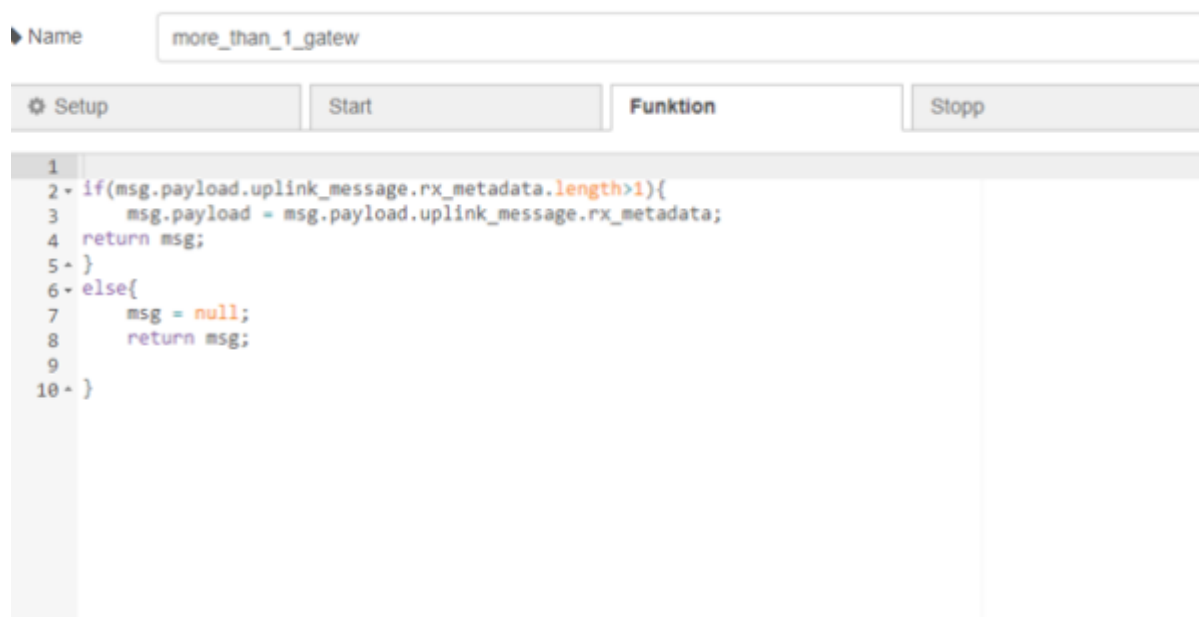 Name more_than_1_gatew
Setup Start Funktion Stopp
1
2 if(msg.payload.uplink_message.rx_metadata.length>1){
3 msg.payload = msg.payload.uplink_message.rx_metadata;
4 return msg;
5 }
6 else{
7 msg = null;
8 return msg;
9
10 }